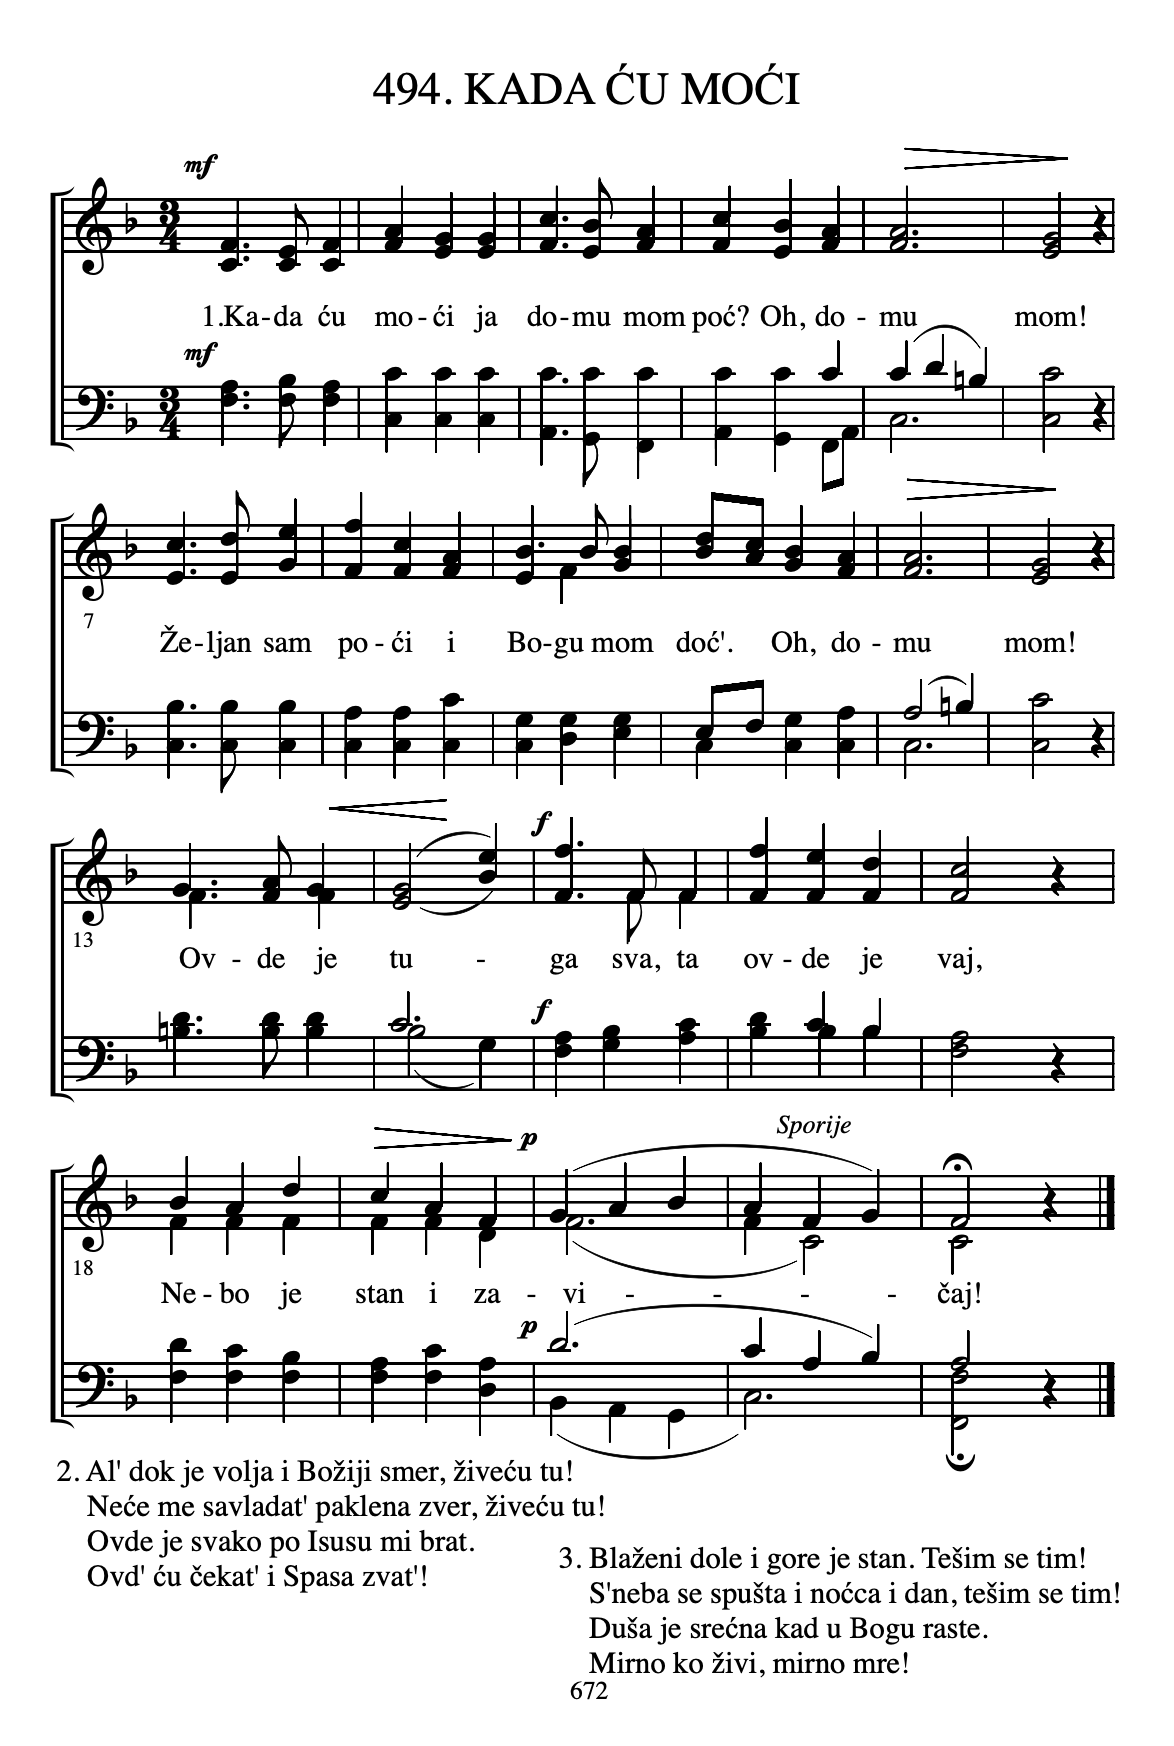 494. KADA ĆU MOĆI
mf
3
4
1.Ka-da ću mo-ći ja do-mu mom poć? Oh, do - mu mom!
mf
3
4
7
Že-ljan sam po-ći i Bo-gu mom doć'. Oh, do-mu mom!
f
13
Ov - de je tu - ga sva, ta ov - de je vaj,
f
Sporije
p
18
Ne - bo je stan i za - vi - - - - čaj!
p
2. Al' dok je volja i Božiji smer, živeću tu!
Neće me savladat' paklena zver, živeću tu!
Ovde je svako po Isusu mi brat.
Ovd' ću čekat' i Spasa zvat'!
3. Blaženi dole i gore je stan. Tešim se tim!
S'neba se spušta i noćca i dan, tešim se tim!
Duša je srećna kad u Bogu raste.
Mirno ko živi, mirno mre!
672